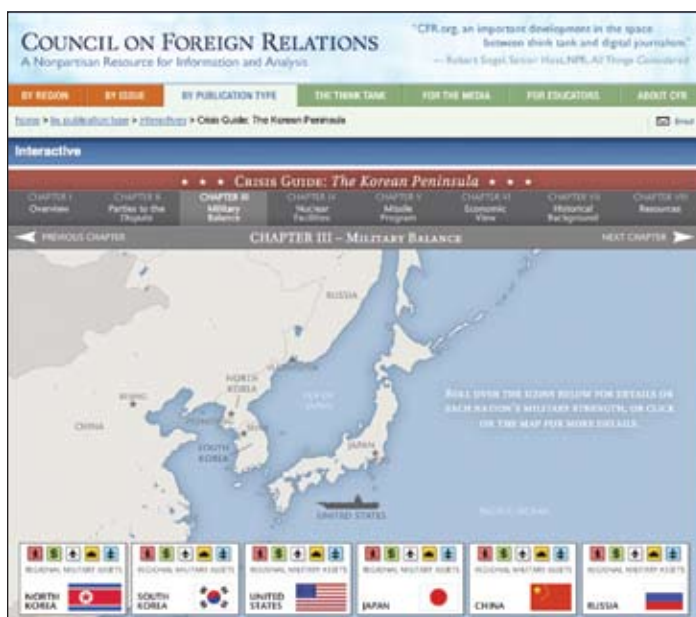 COUNCIL ON FOREIGN RELATIONS
A Nonpartisan Resource for Information and Analysis
"CFR.org, an important development in the space
between think tank and digital journalism."
— Robert Siegel, Senior Host, NPR, All Things Considered
BY REGION BY ISSUE BY PUBLICATION TYPE THE THINK TANK FOR THE MEDIA FOR EDUCATORS ABOUT CFR
home > by publication type > interactives > Crisis Guide: The Korean Peninsula
Email
Interactive
CRISIS GUIDE: The Korean Peninsula
CHAPTER I CHAPTER II CHAPTER III CHAPTER IV CHAPTER V CHAPTER VI CHAPTER VII CHAPTER VIII
Overview Parties to the Military Nuclear Missile Economic Historical Resources
Dispute Balance Facilities Program View Background
PREVIOUS CHAPTER CHAPTER III – MILITARY BALANCE NEXT CHAPTER
RUSSIA
NORTH
KOREA
BEIJING
CHINA
SEA OF
JAPAN
SOUTH
KOREA
JAPAN
ROLL OVER THE ICONS BELOW FOR DETAILS ON
EACH NATION'S MILITARY STRENGTH, OR CLICK
ON THE MAP FOR MORE DETAILS.
UNITED STATES
PACIFIC OCEAN
REGIONAL MILITARY ASSETS REGIONAL MILITARY ASSETS REGIONAL MILITARY ASSETS REGIONAL MILITARY ASSETS REGIONAL MILITARY ASSETS REGIONAL MILITARY ASSETS
NORTH KOREA
SOUTH KOREA
UNITED STATES
JAPAN
CHINA
RUSSIA